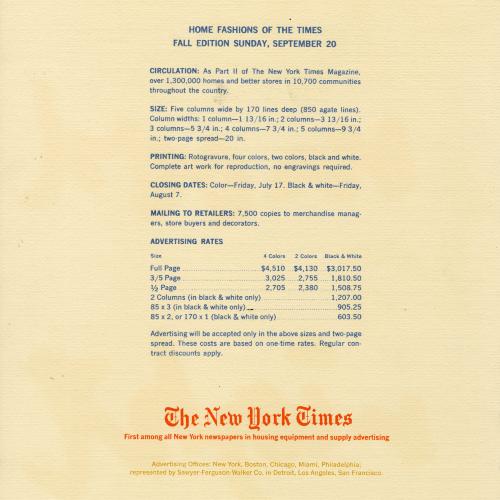 HOME FASHIONS OF THE TIMES
FALL EDITION SUNDAY, SEPTEMBER 20
CIRCULATION: As Part II of The New York Times Magazine,
over 1,300,000 homes and better stores in 10,700 communities
throughout the country.
SIZE: Five columns wide by 170 lines deep (850 agate lines).
Column widths: 1 column—1 13/16 in.; 2 columns—3 13/16 in.;
3 columns—5 3/4 in.; 4 columns—7 3/4 in.; 5 columns—9 3/4
in.; two-page spread—20 in.
PRINTING: Rotogravure, four colors, two colors, black and white.
Complete art work for reproduction, no engravings required.
CLOSING DATES: Color—Friday, July 17. Black & white—Friday,
August 7.
MAILING TO RETAILERS: 7,500 copies to merchandise manag-
ers, store buyers and decorators.
ADVERTISING RATES
Size 4 Colors 2 Colors Black & White
Full Page $4,510 $4,130 $3,017.50
3/5 Page 3,025 2,755 1,810.50
½ Page 2,705 2,380 1,508.75
2 Columns (in black & white only) 1,207.00
85 x 3 (in black & white only) 905.25
85 x 2, or 170 x 1 (black & white only) 603.50
Advertising will be accepted only in the above sizes and two-page
spread. These costs are based on one-time rates. Regular con-
tract discounts apply.
The New York Times
First among all New York newspapers in housing equipment and supply advertising
Advertising Offices: New York, Boston, Chicago, Miami, Philadelphia;
represented by Sawyer-Ferguson-Walker Co. in Detroit, Los Angeles, San Francisco.